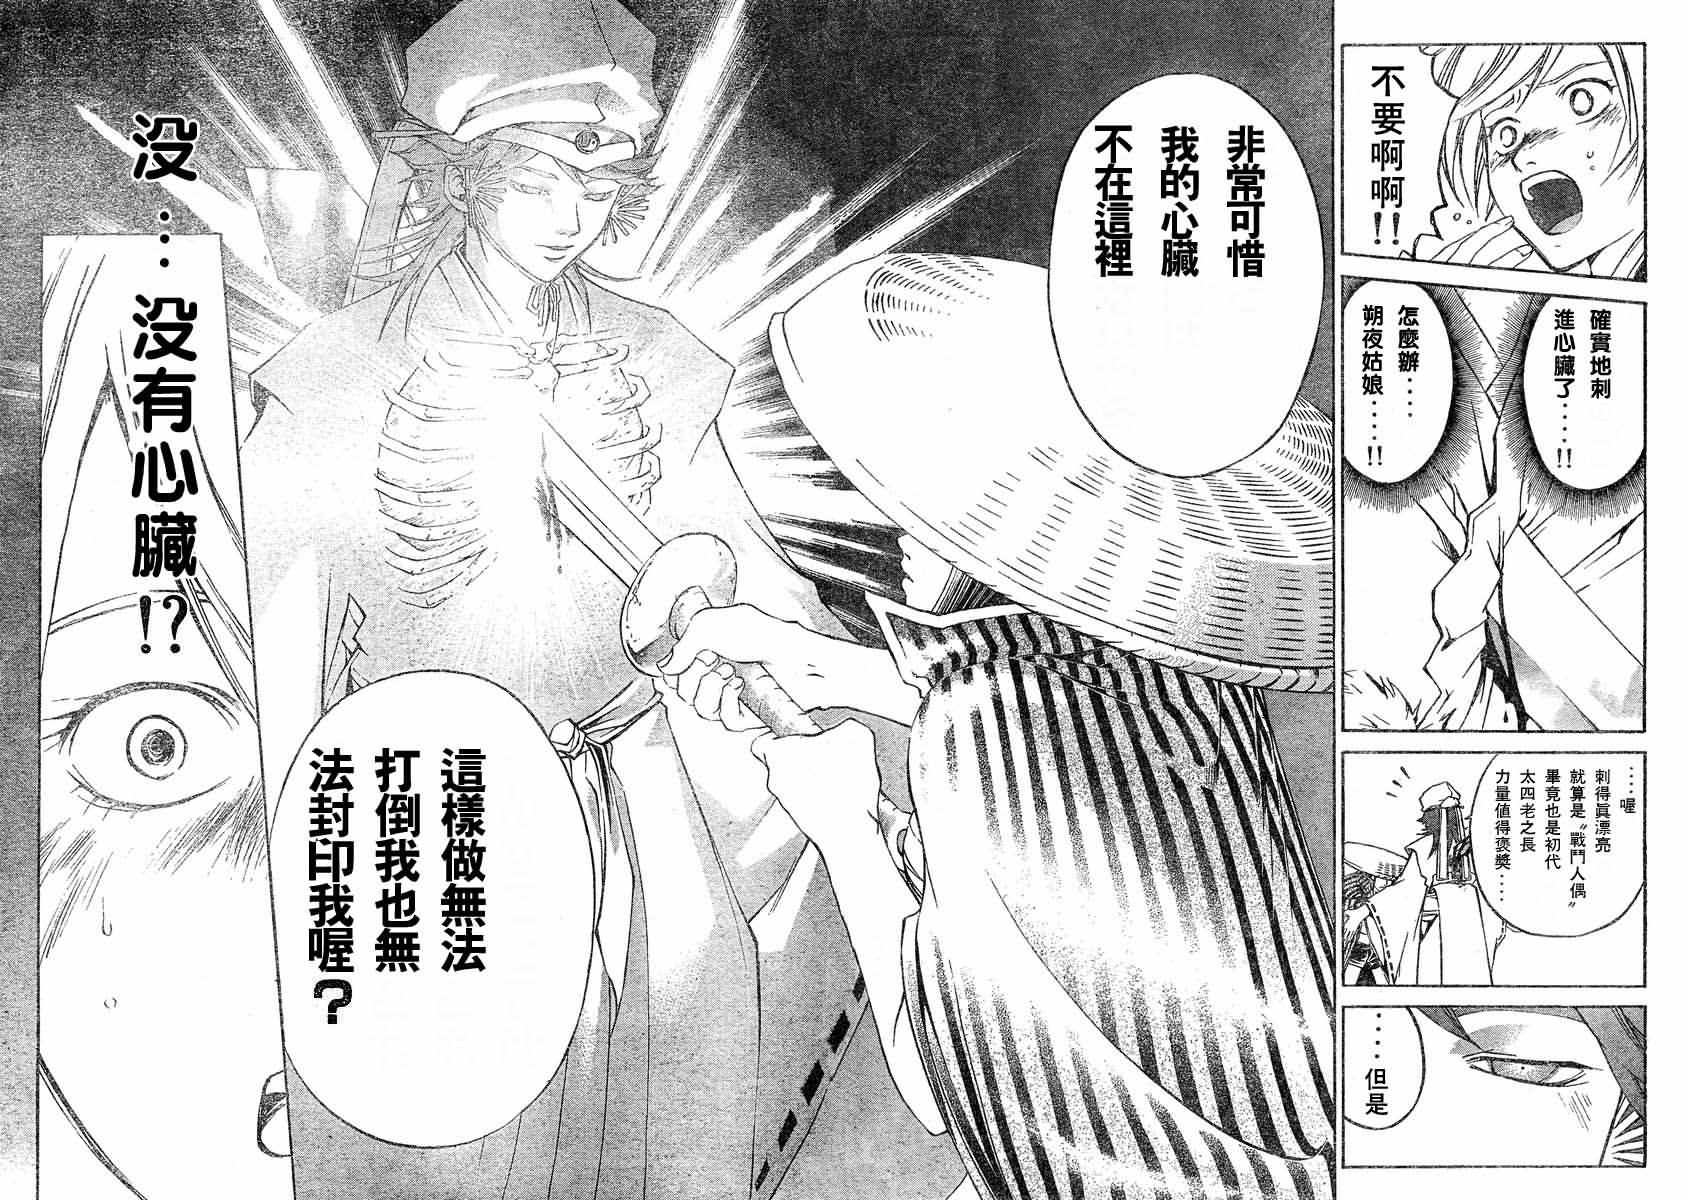 不要啊啊!!
確實地刺
進心臟了‥‥!!
怎麼辦‥‥
朔夜姑娘‥‥!!
‥‥喔
刺得眞漂亮
就算是〝戰鬥人偶〞
畢竟也是初代
太四老之長
力量值得褒獎‥‥
‥‥但是
非常可惜
我的心臟
不在這裡
這樣做無法
打倒我也無
法封印我喔？
没‥‥没有心臟!?